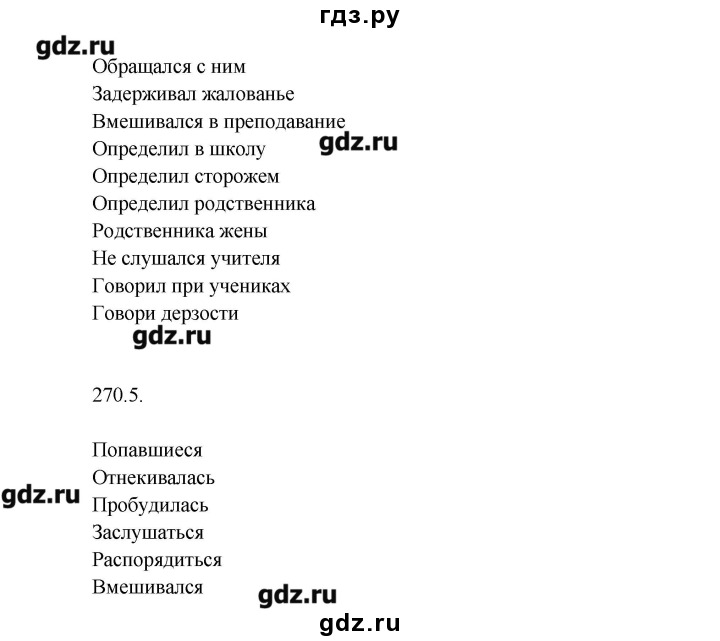 гдз.ру
gdz.ru
Обращался с ним
Задерживал жалованье
Вмешивался в преподавание
gdz.ru
Определил в школу
Определил сторожем
Определил родственника
Родственника жены
Не слушался учителя
Говорил при учениках
Говори дерзости
gdz.ru
270.5.
Попавшиеся
Отнекивалась
gdz.ru
Пробудилась
Заслушаться
Распорядиться
Вмешивался
gdz.ru
gdz.ru